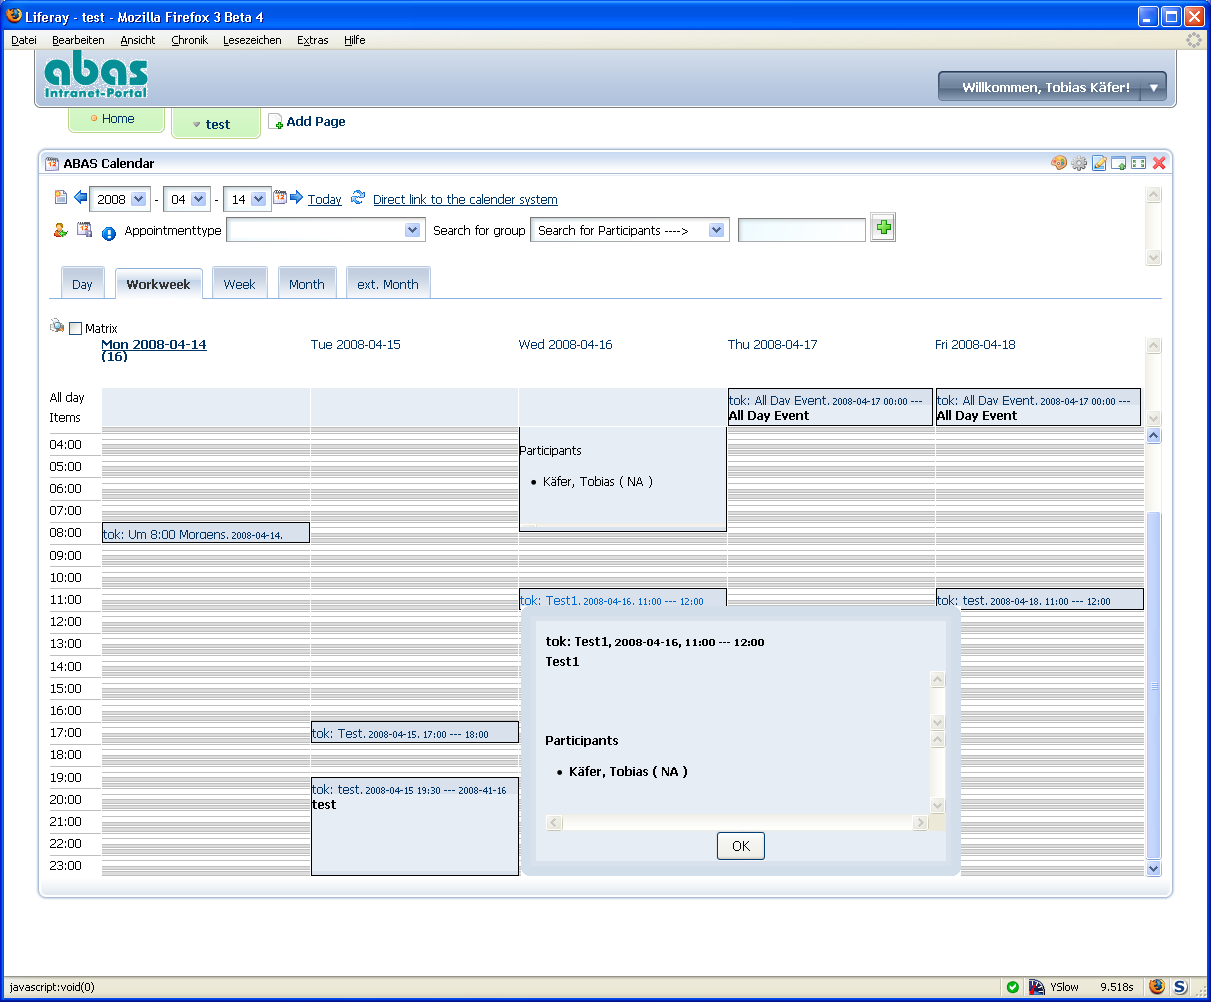 Liferay - test - Mozilla Firefox 3 Beta 4
Datei Bearbeiten Ansicht Chronik Lesezeichen Extras Hilfe
abas
Intranet-Portal
Willkommen, Tobias Käfer!
Home
test
Add Page
12 ABAS Calendar
2008 - 04 - 14 12 Today Direct link to the calender system
12 Appointmenttype Search for group Search for Participants ---->
Day Workweek Week Month ext. Month
Matrix
Mon 2008-04-14 Tue 2008-04-15 Wed 2008-04-16 Thu 2008-04-17 Fri 2008-04-18
(16)
All day
Items
tok: All Day Event, 2008-04-17 00:00 ---
All Day Event
tok: All Day Event, 2008-04-17 00:00 ---
All Day Event
04:00
05:00
06:00
07:00
08:00
09:00
10:00
11:00
12:00
13:00
14:00
15:00
16:00
17:00
18:00
19:00
20:00
21:00
22:00
23:00
tok: Um 8:00 Morgens, 2008-04-14,
tok: Test, 2008-04-15, 17:00 --- 18:00
tok: test, 2008-04-15 19:30 --- 2008-41-16
test
Participants
• Käfer, Tobias ( NA )
tok: Test1, 2008-04-16, 11:00 --- 12:00
tok: test, 2008-04-18, 11:00 --- 12:00
tok: Test1, 2008-04-16, 11:00 --- 12:00
Test1
Participants
• Käfer, Tobias ( NA )
OK
javascript:void(0)
YSlow 9.518s S